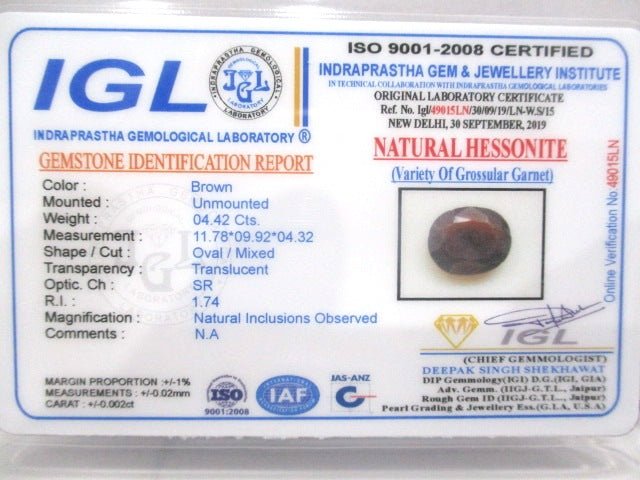 IGL
INDRAPRASTHA GEMOLOGICAL
IGL
LABORATORY
INDRAPRASTHA GEMOLOGICAL LABORATORY ®
GEMSTONE IDENTIFICATION REPORT
Color : Brown
Mounted : Unmounted
Weight : 04.42 Cts.
Measurement : 11.78*09.92*04.32
Shape / Cut : Oval / Mixed
Transparency : Translucent
Optic. Ch : SR
R.I. : 1.74
Magnification : Natural Inclusions Observed
Comments : N.A
MARGIN PROPORTION :+/-1%
MEASUREMENTS : +/-0.02mm
CARAT : +/-0.002ct
ISO
9001:2008
IAF
JAS-ANZ
ISO 9001-2008 CERTIFIED
INDRAPRASTHA GEM & JEWELLERY INSTITUTE
IN TECHNICAL COLLABORATION WITH INDRAPRASTHA GEMOLOGICAL LABORATORIES
ORIGINAL LABORATORY CERTIFICATE
Ref. No. Igl/49015LN/30/09/19/LN-W.S/15
NEW DELHI, 30 SEPTEMBER, 2019
NATURAL HESSONITE
(Variety Of Grossular Garnet)
Online Verification No. 49015LN
IGL
(CHIEF GEMMOLOGIST)
DEEPAK SINGH SHEKHAWAT
DIP Gemmology(IGI) D.G.(IGL, GIA)
Adv. Gemm. (IIGJ-G.T.L., Jaipur)
Rough Gem ID (IIGJ-G.T.L., Jaipur)
Pearl Grading & Jewellery Ess.(G.I.A, U.S.A)